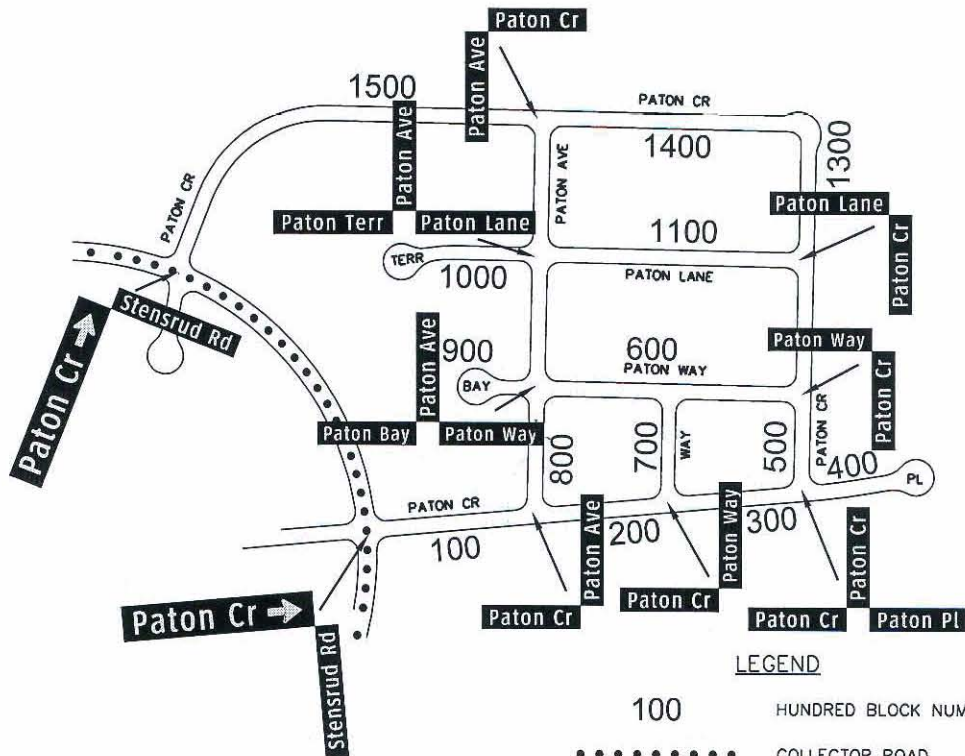 Paton Cr
Paton Ave
1500
PATON CR
Paton Ave
1400
1300
PATON AVE
PATON CR
Paton Terr
Paton Lane
1100
Paton Lane
Paton Cr
TERR
1000
PATON LANE
Stensrud Rd
Paton Cr
Paton Ave
900
600
PATON WAY
Paton Way
Paton Cr
BAY
Paton Bay
Paton Way
800
700
WAY
500
PATON CR
400
PL
PATON CR
100
200
300
Paton Ave
Paton Way
Paton Cr
Paton Cr
Paton Cr
Paton Cr
Paton Pl
Paton Cr
Stensrud Rd
LEGEND
100
HUNDRED BLOCK NUM
COLLECTOR ROAD